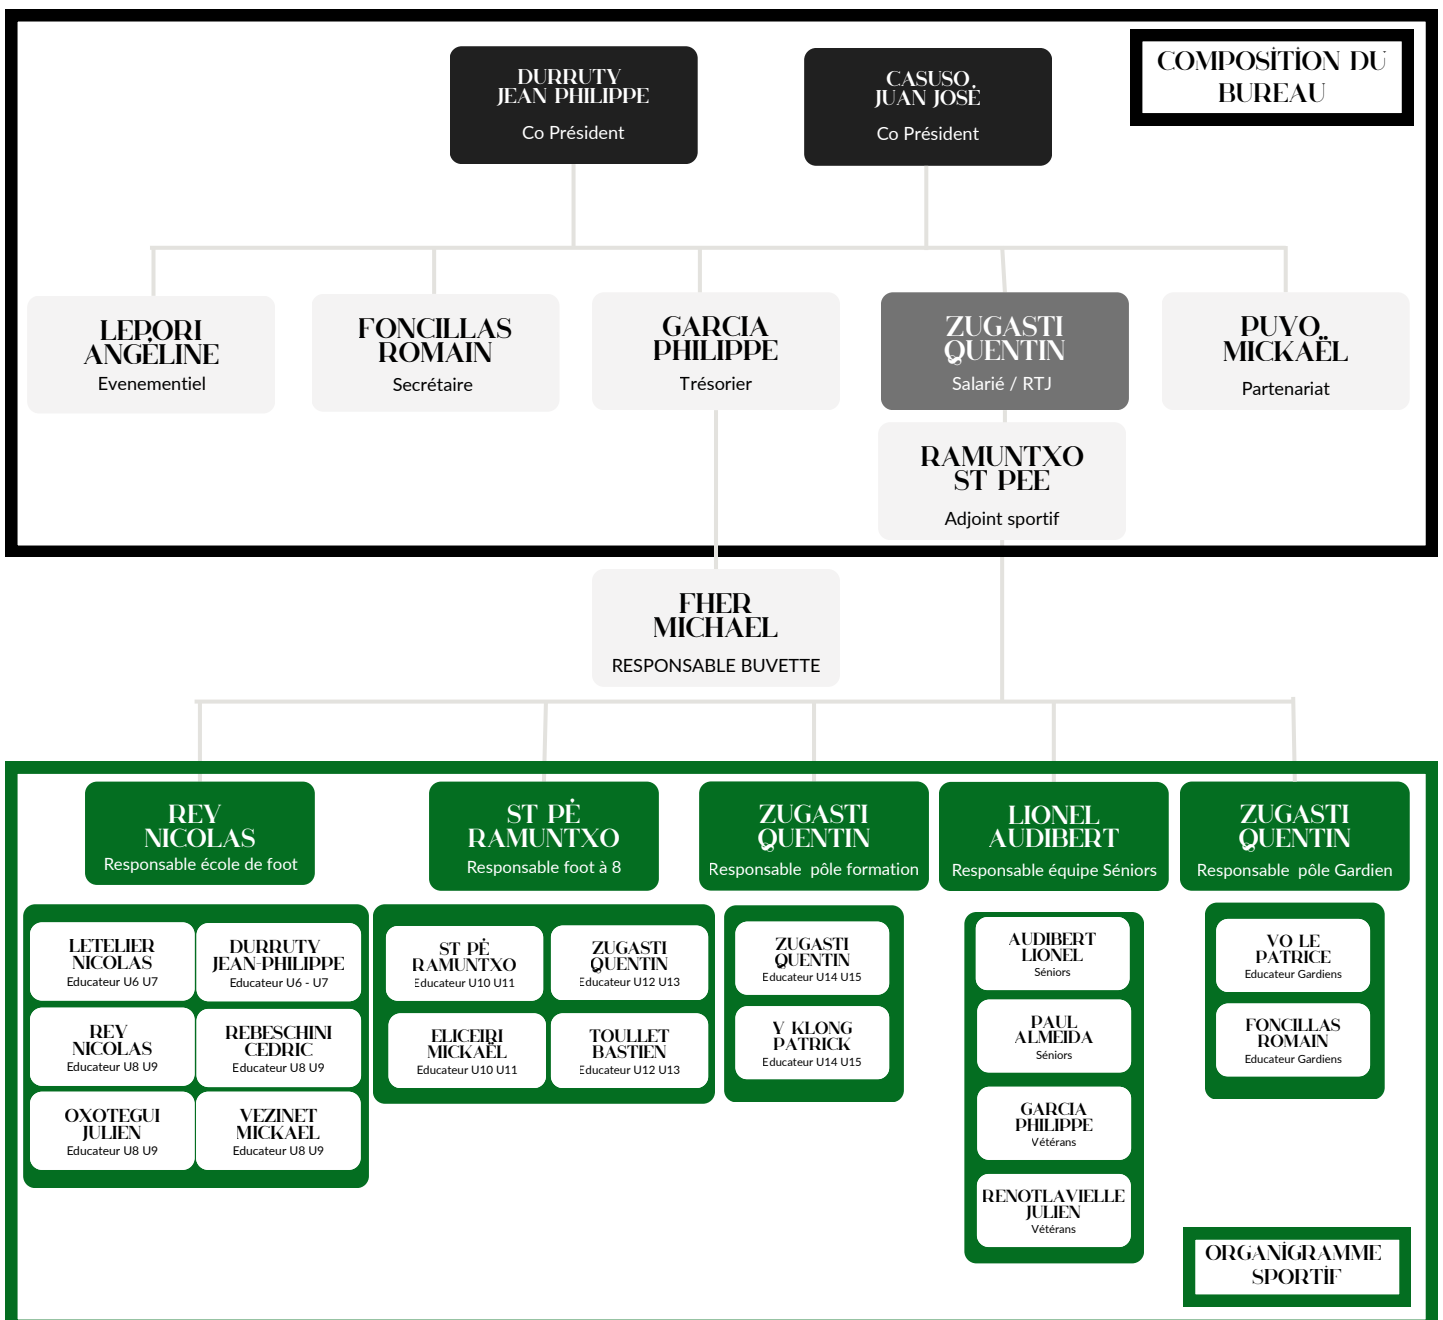 COMPOSITION DU
BUREAU
DURRUTY
JEAN PHILIPPE
Co Président
CASUSO
JUAN JOSÉ
Co Président
LEPORI
ANGÉLINE
Evenementiel
FONCILLAS
ROMAIN
Secrétaire
GARCIA
PHILIPPE
Trésorier
ZUGASTI
QUENTIN
Salarié / RTJ
PUYO
MICKAËL
Partenariat
RAMUNTXO
ST PEE
Adjoint sportif
FHER
MICHAEL
RESPONSABLE BUVETTE
REY
NICOLAS
Responsable école de foot
ST PÉ
RAMUNTXO
Responsable foot à 8
ZUGASTI
QUENTIN
Responsable pôle formation
LIONEL
AUDIBERT
Responsable équipe Séniors
ZUGASTI
QUENTIN
Responsable pôle Gardien
LETELIER
NICOLAS
Educateur U6 U7
DURRUTY
JEAN-PHILIPPE
Educateur U6 - U7
REY
NICOLAS
Educateur U8 U9
REBESCHINI
CEDRIC
Educateur U8 U9
OXOTEGUI
JULIEN
Educateur U8 U9
VEZINET
MICKAEL
Educateur U8 U9
ST PÉ
RAMUNTXO
Educateur U10 U11
ZUGASTI
QUENTIN
Educateur U12 U13
ELICEIRI
MICKAËL
Educateur U10 U11
TOULLET
BASTIEN
Educateur U12 U13
ZUGASTI
QUENTIN
Educateur U14 U15
Y KLONG
PATRICK
Educateur U14 U15
AUDIBERT
LIONEL
Séniors
PAUL
ALMEIDA
Séniors
GARCIA
PHILIPPE
Vétérans
RENOTLAVIELLE
JULIEN
Vétérans
VO LE
PATRICE
Educateur Gardiens
FONCILLAS
ROMAIN
Educateur Gardiens
ORGANIGRAMME
SPORTIF